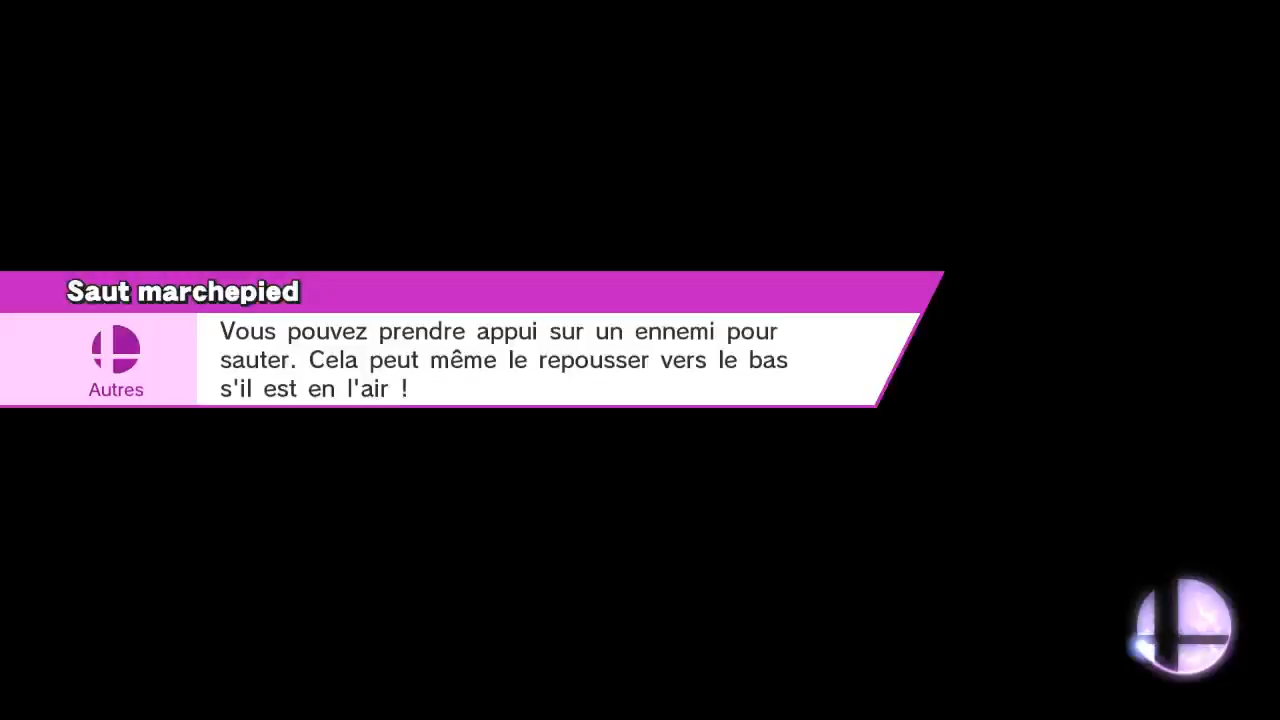 Saut marchepied
Vous pouvez prendre appui sur un ennemi pour
sauter. Cela peut même le repousser vers le bas
s'il est en l'air !
Autres